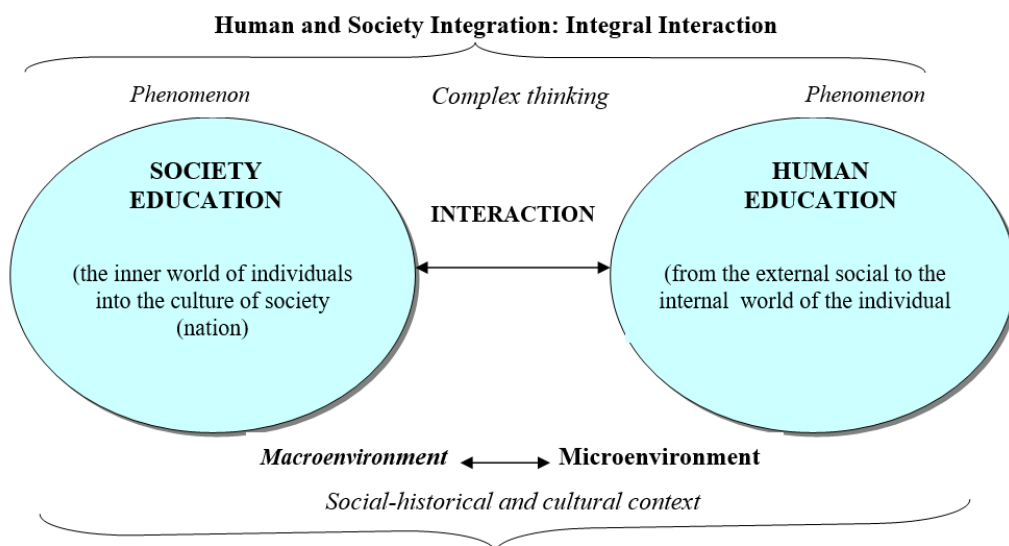 Human and Society Integration: Integral Interaction
Phenomenon
Complex thinking
Phenomenon
SOCIETY
EDUCATION
(the inner world of individuals
into the culture of society
(nation)
INTERACTION
HUMAN
EDUCATION
(from the external social to the
internal world of the individual
Macroenvironment
Microenvironment
Social-historical and cultural context